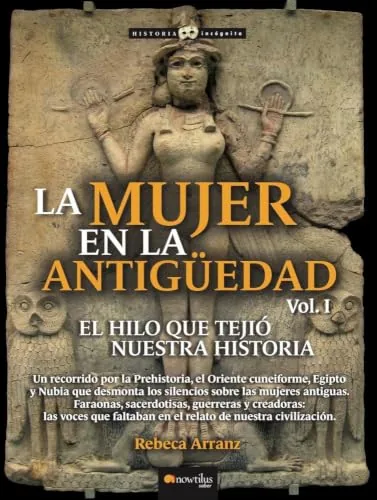 HISTORIA incógnita
LA MUJER
EN LA
ANTIGÜEDAD
Vol. I
EL HILO QUE TEJIÓ
NUESTRA HISTORIA
Un recorrido por la Prehistoria, el Oriente cuneiforme, Egipto
y Nubia que desmonta los silencios sobre las mujeres antiguas.
Faraonas, sacerdotisas, guerreras y creadoras:
las voces que faltaban en el relato de nuestra civilización.
Rebeca Arranz
nowtilus
saber